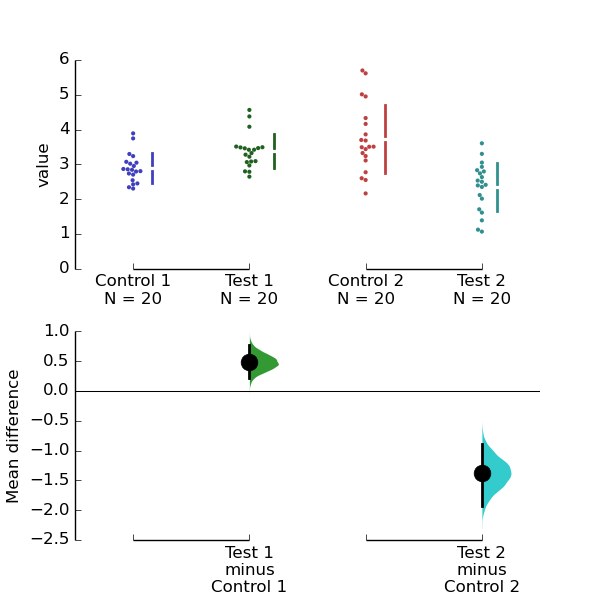 6
5
4
3
2
1
0
value
Control 1 Test 1 Control 2 Test 2
N = 20 N = 20 N = 20 N = 20
1.0
0.5
0.0
−0.5
−1.0
−1.5
−2.0
−2.5
Mean difference
Test 1 Test 2
minus minus
Control 1 Control 2